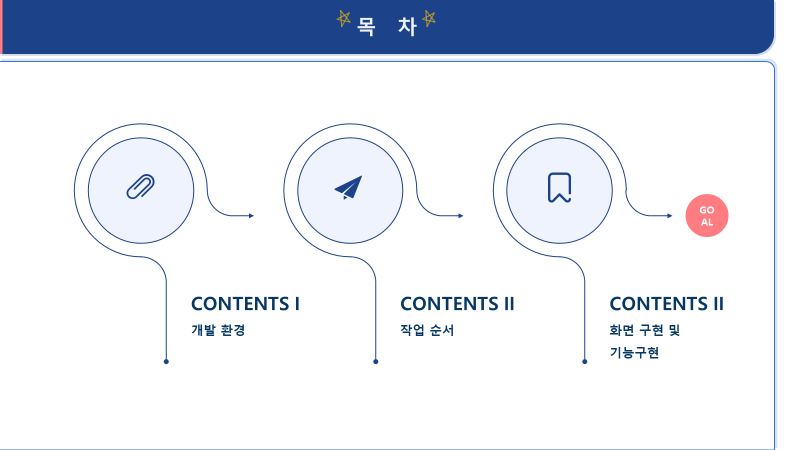 목 차
GO
AL
CONTENTS I
개발 환경
CONTENTS II
작업 순서
CONTENTS II
화면 구현 및
기능구현